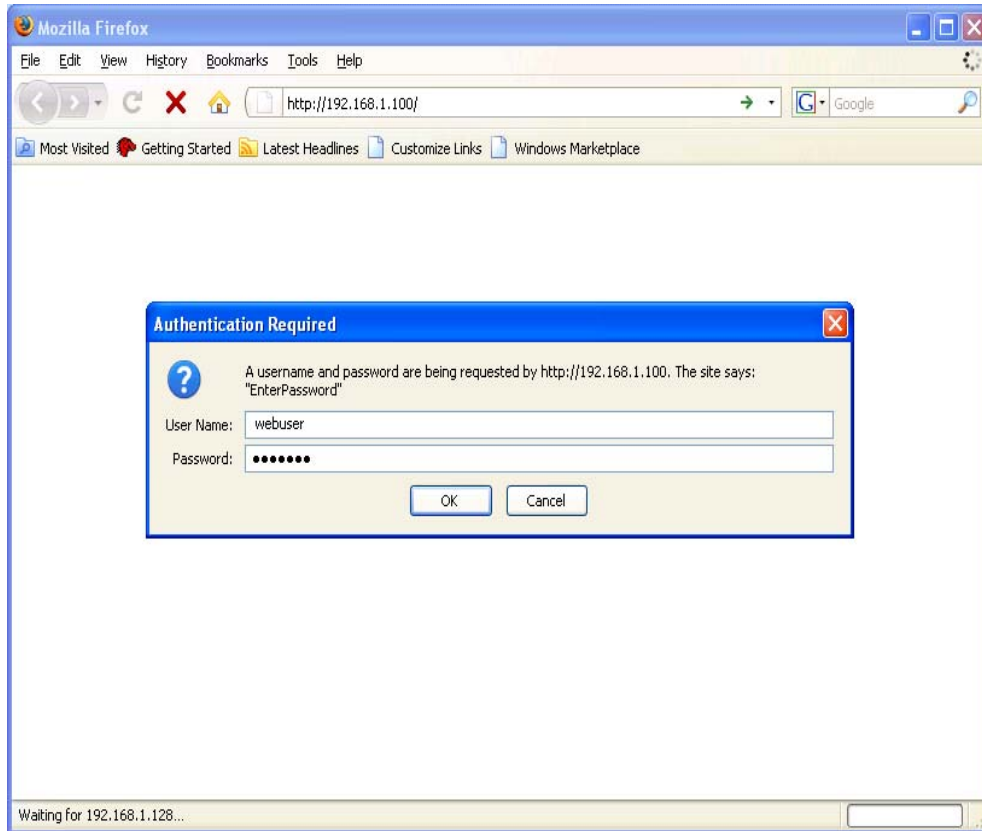 Mozilla Firefox
File Edit View History Bookmarks Tools Help
http://192.168.1.100/
G Google
Most Visited Getting Started Latest Headlines Customize Links Windows Marketplace
Authentication Required
A username and password are being requested by http://192.168.1.100. The site says:
"EnterPassword"
User Name: webuser
Password: •••••••
OK Cancel
Waiting for 192.168.1.128...